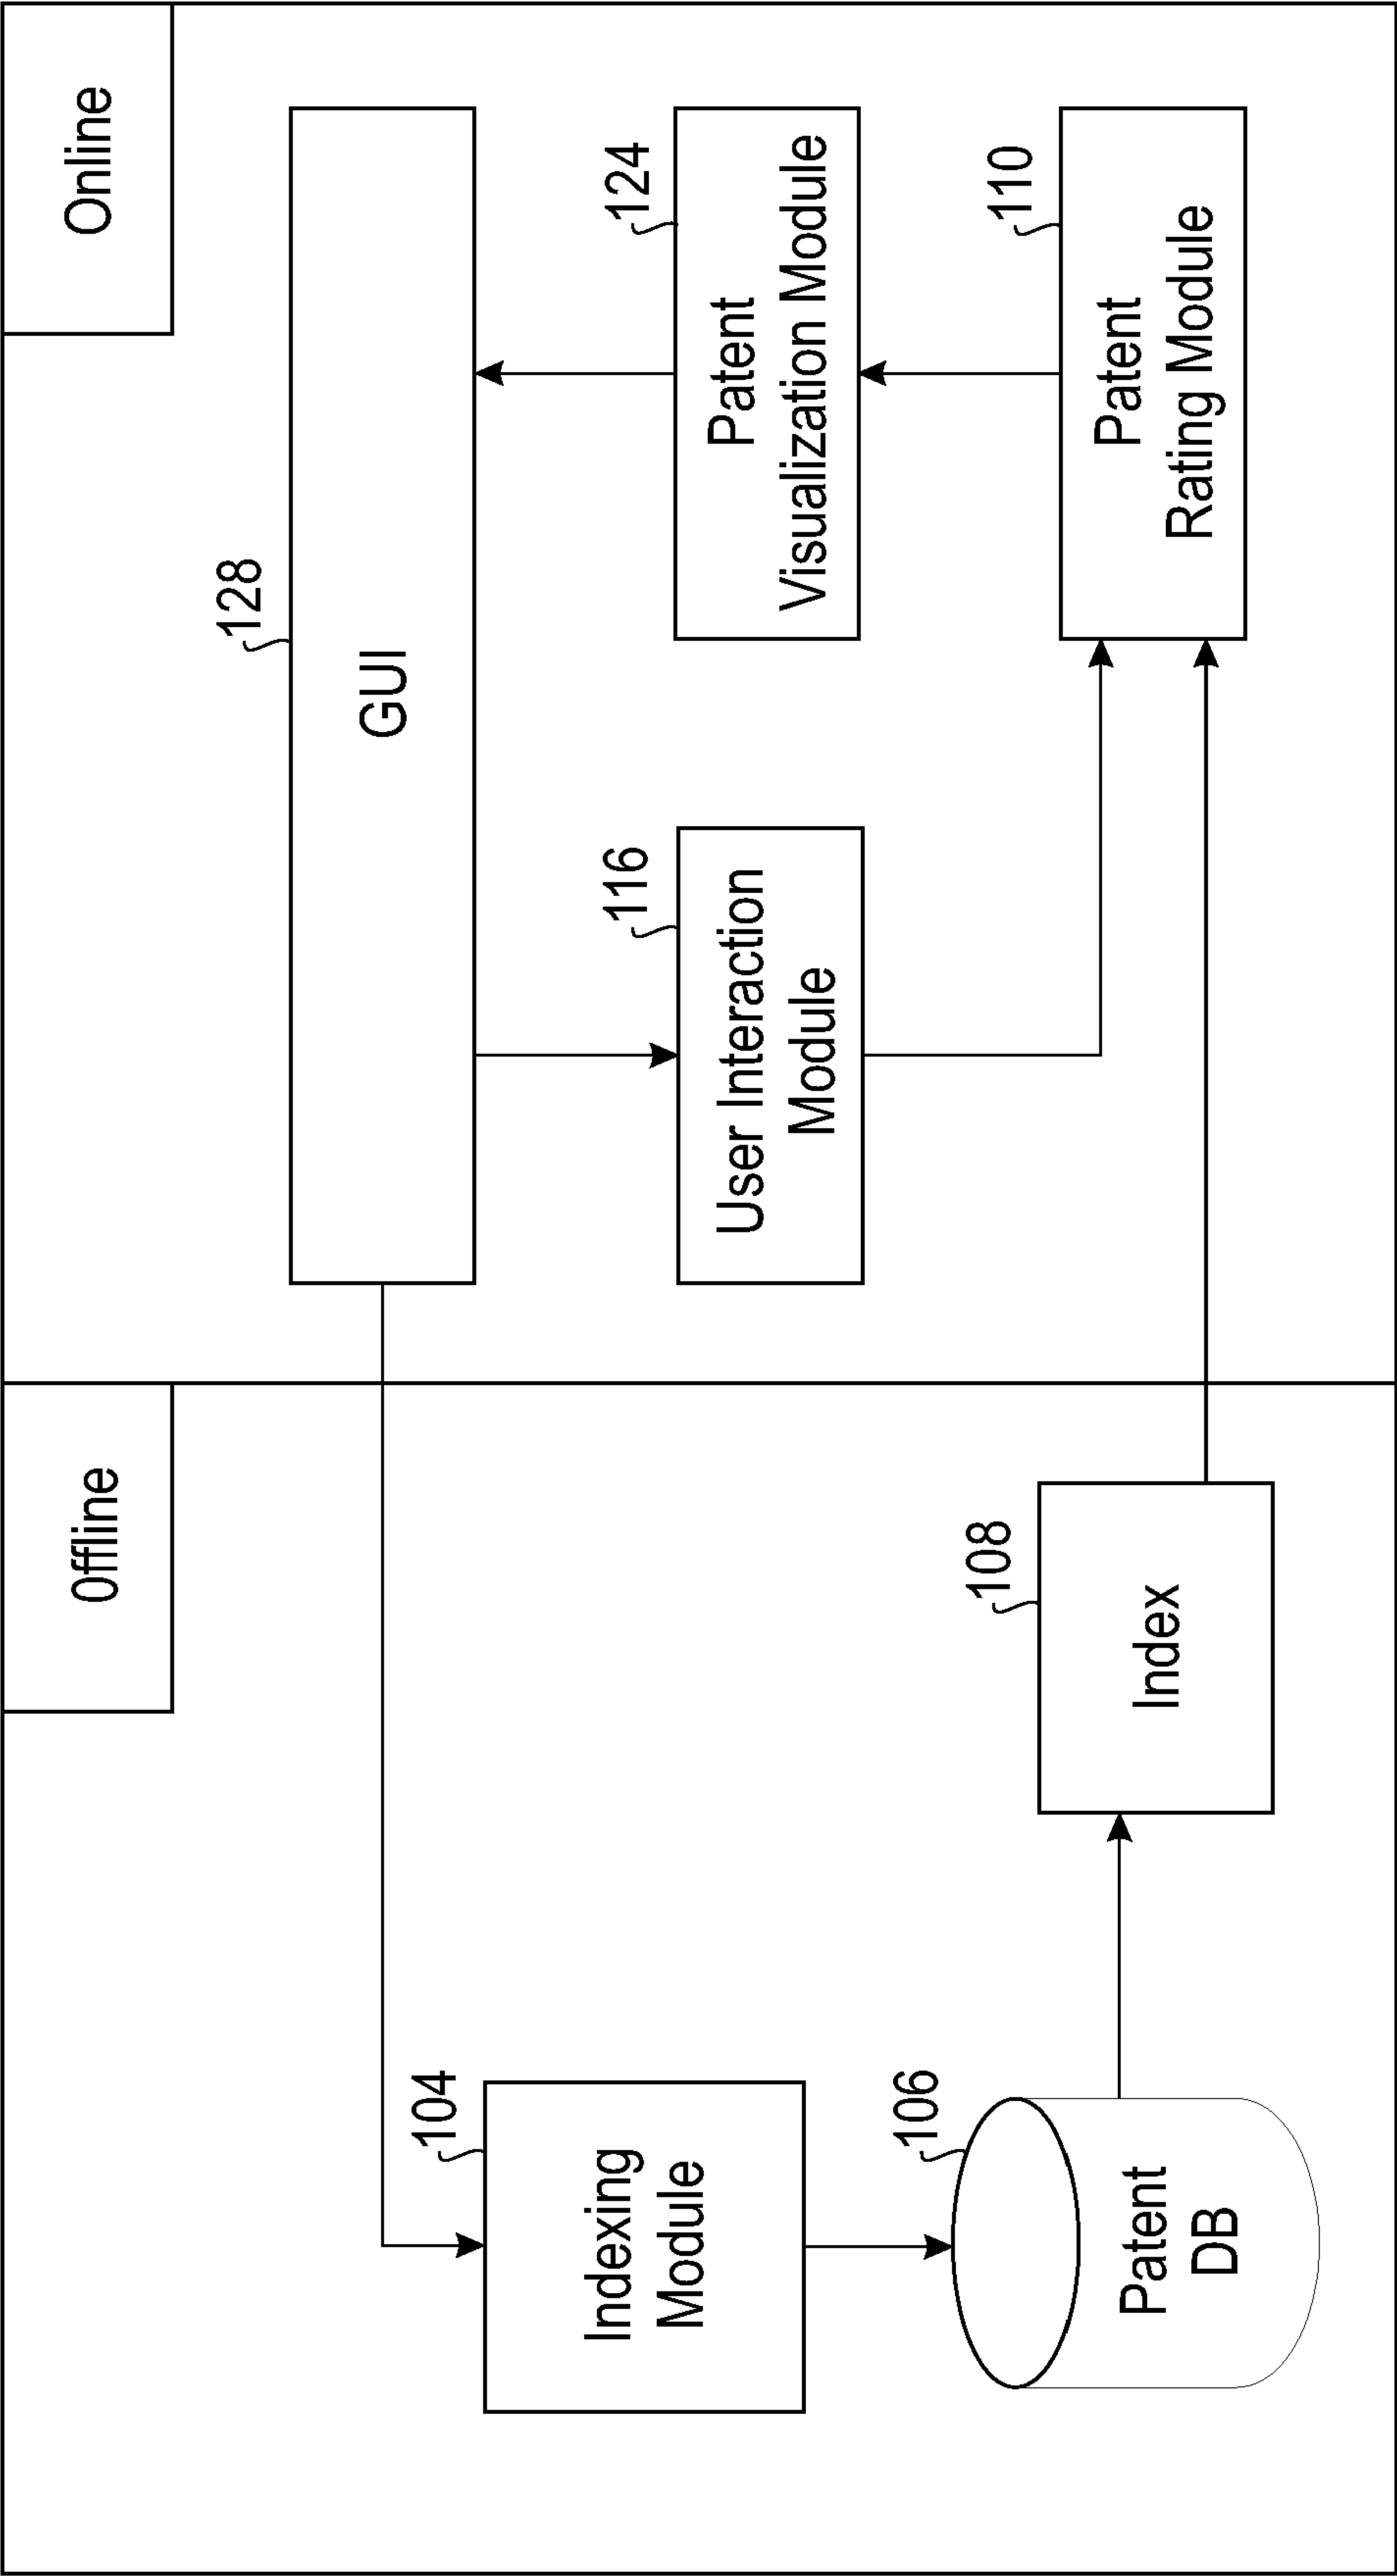 0ffline
Online
128
GUI
104
Indexing
Module
116
User Interaction
Module
124
Patent
Visualization Module
106
Patent
DB
108
Index
110
Patent
Rating Module